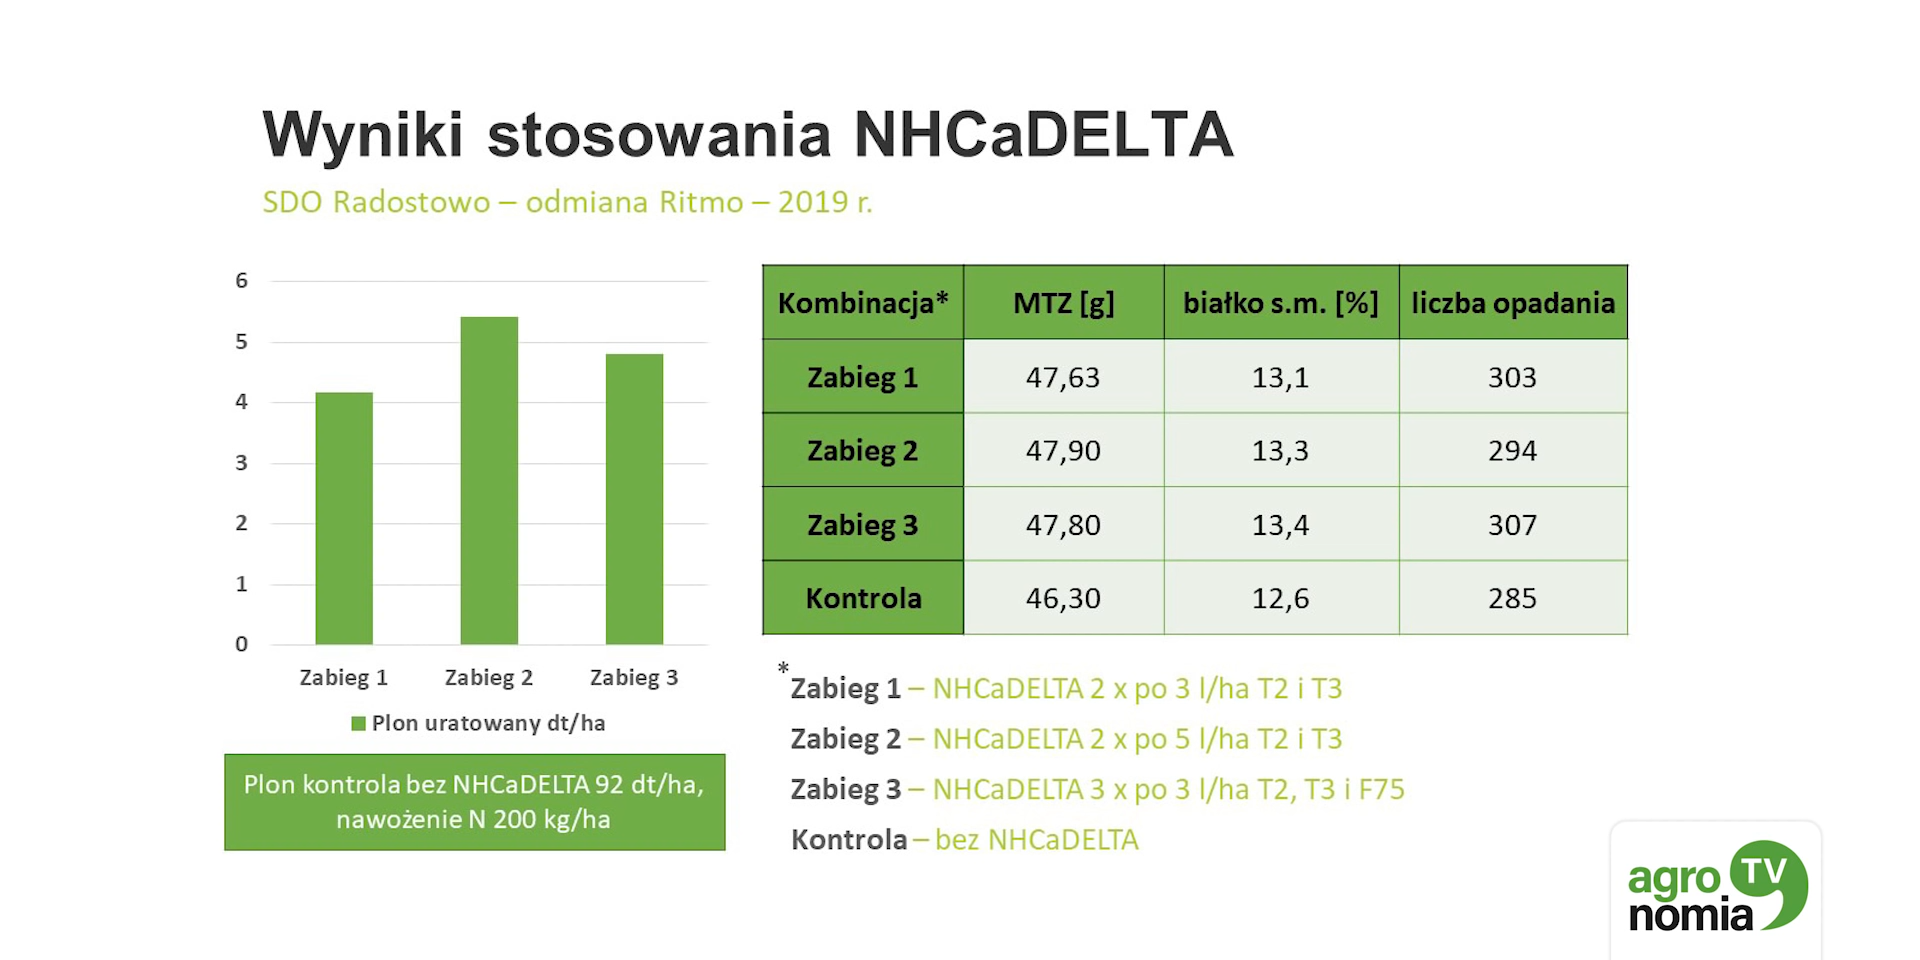 Wyniki stosowania NHCaDELTA
SDO Radostowo – odmiana Ritmo – 2019 r.
6
5
4
3
2
1
0
Zabieg 1 Zabieg 2 Zabieg 3
Plon uratowany dt/ha
Plon kontrola bez NHCaDELTA 92 dt/ha,
nawożenie N 200 kg/ha
Kombinacja* MTZ [g] białko s.m. [%] liczba opadania
Zabieg 1 47,63 13,1 303
Zabieg 2 47,90 13,3 294
Zabieg 3 47,80 13,4 307
Kontrola 46,30 12,6 285
* Zabieg 1 – NHCaDELTA 2 x po 3 l/ha T2 i T3
Zabieg 2 – NHCaDELTA 2 x po 5 l/ha T2 i T3
Zabieg 3 – NHCaDELTA 3 x po 3 l/ha T2, T3 i F75
Kontrola – bez NHCaDELTA
agro TV
nomia